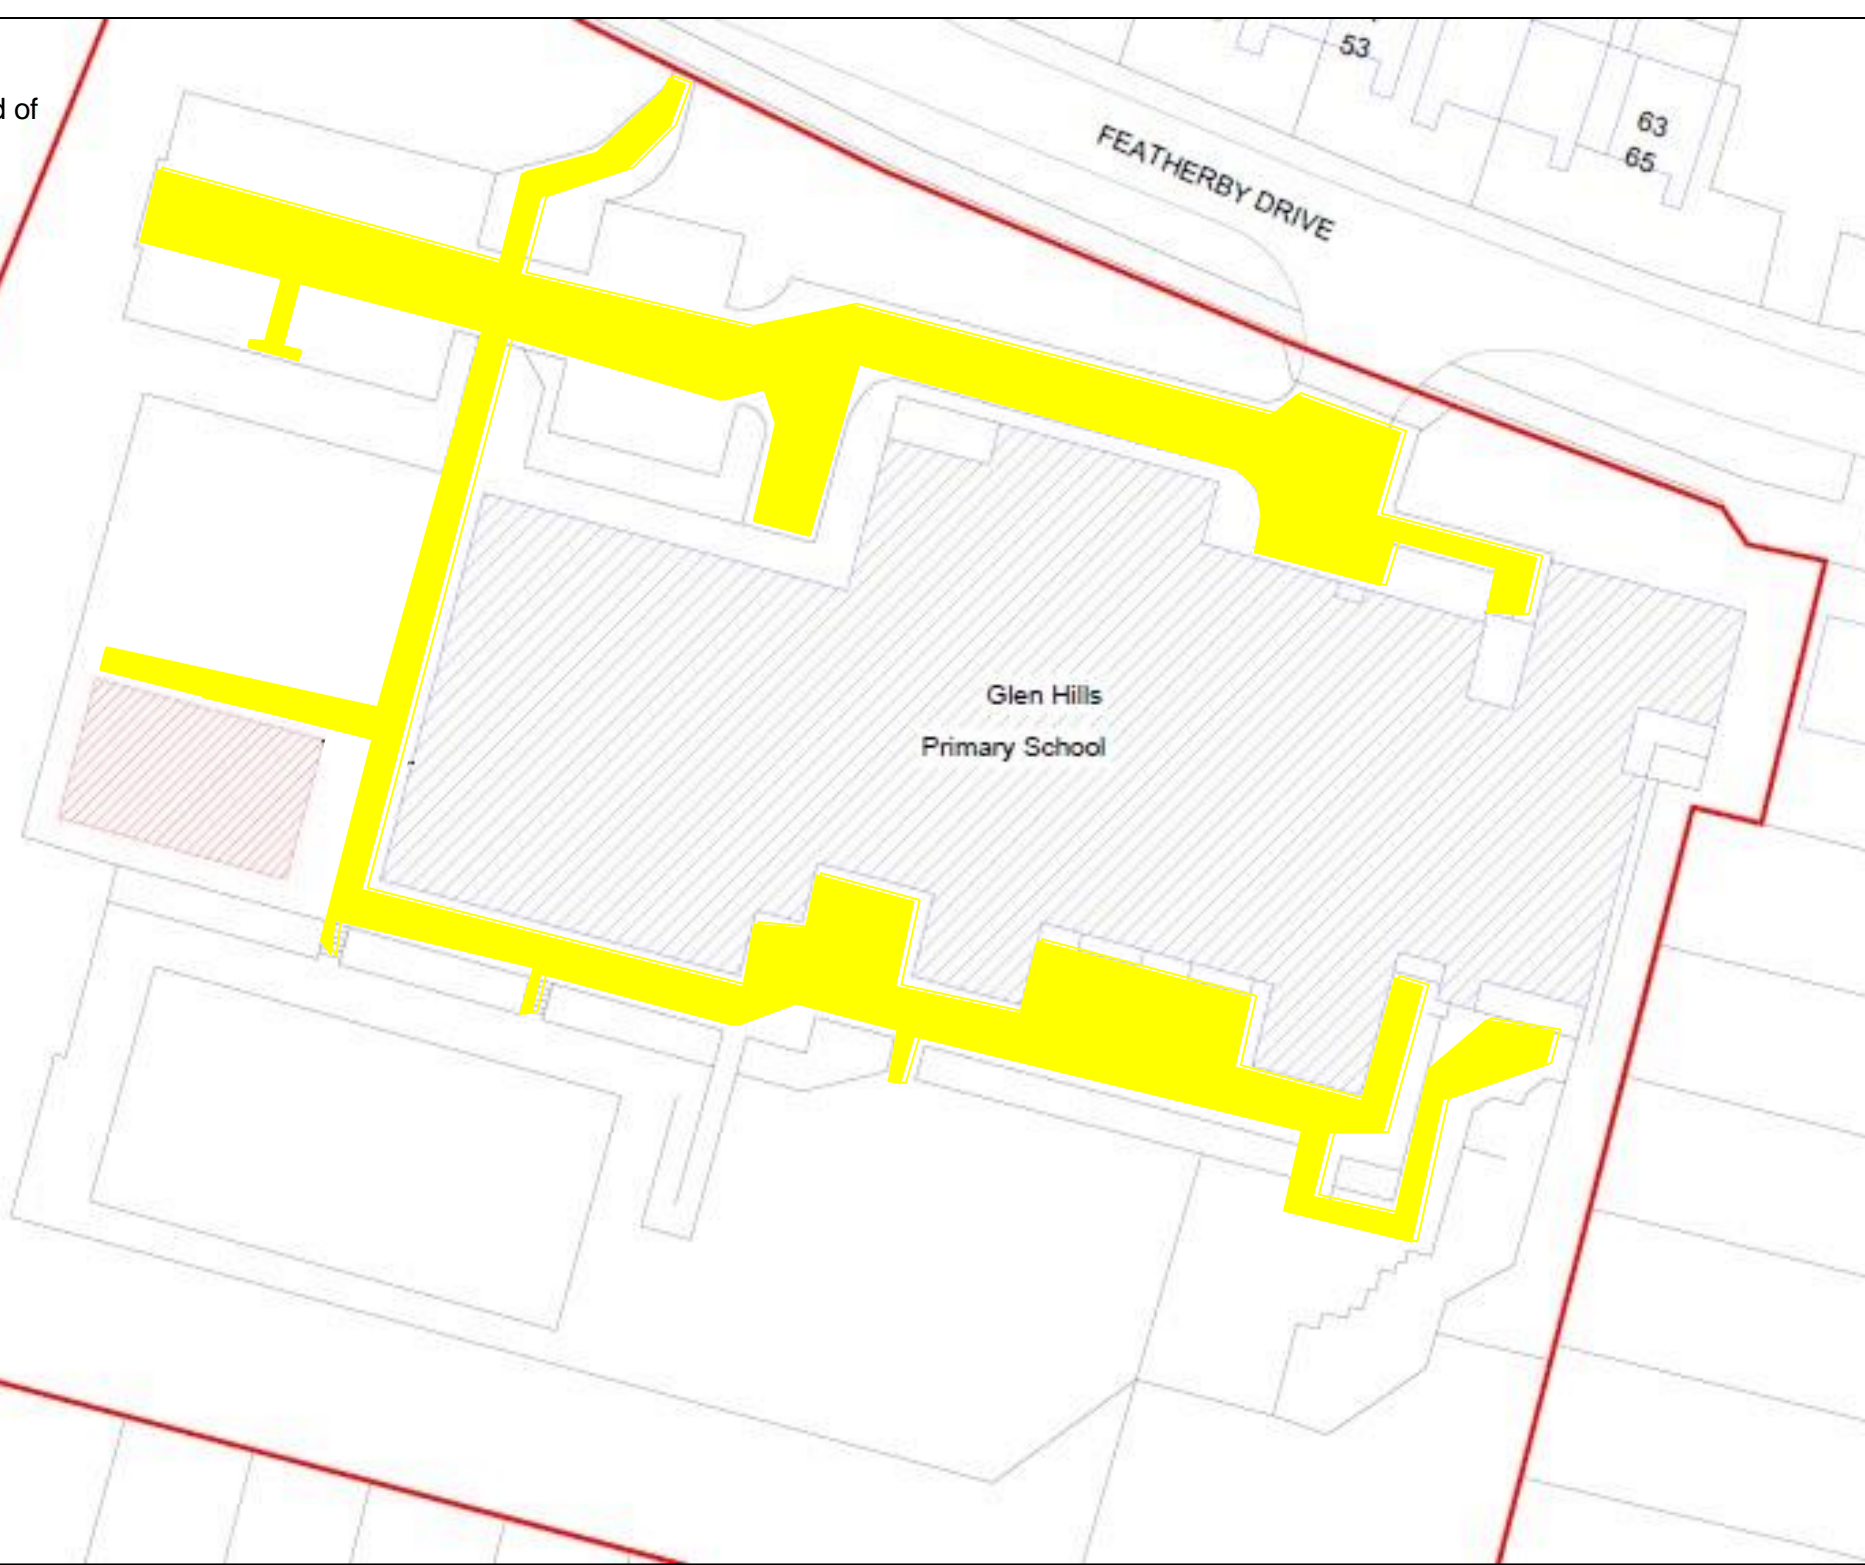 53
d of
63
65
FEATHERBY DRIVE
Glen Hills
Primary School